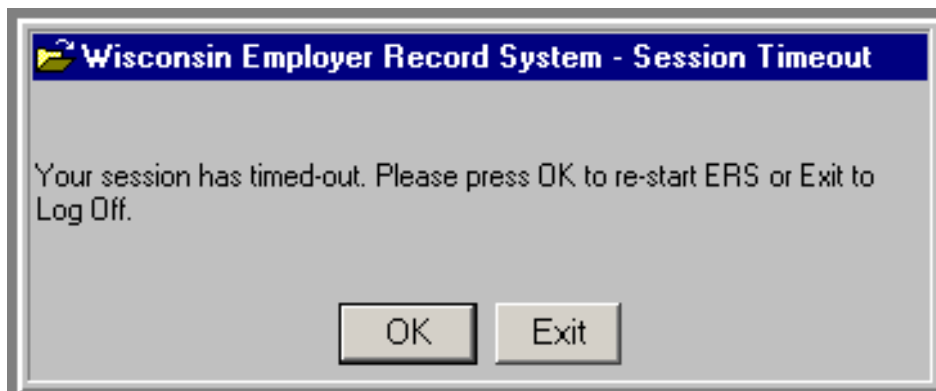 Wisconsin Employer Record System - Session Timeout
Your session has timed-out. Please press OK to re-start ERS or Exit to
Log Off.
OK Exit